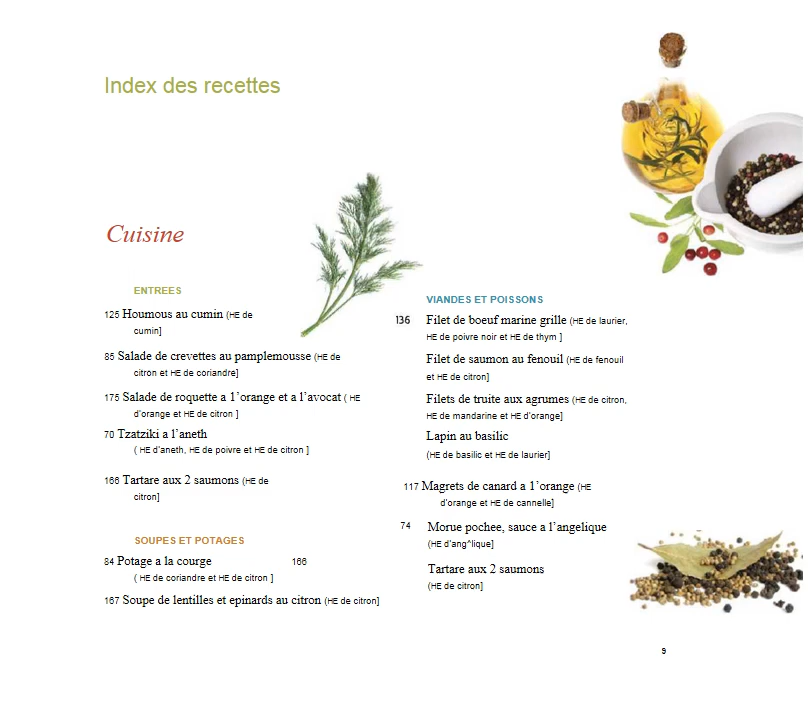 Index des recettes
Cuisine
ENTREES
125 Houmous au cumin (HE de
cumin]
85 Salade de crevettes au pamplemousse (HE de
citron et HE de coriandre]
175 Salade de roquette a 1’orange et a l’avocat ( HE
d'orange et HE de citron ]
70 Tzatziki a l’aneth
( HE d'aneth, HE de poivre et HE de citron ]
166 Tartare aux 2 saumons (HE de
citron]
SOUPES ET POTAGES
84 Potage a la courge 166
( HE de coriandre et HE de citron ]
167 Soupe de lentilles et epinards au citron (HE de citron]
VIANDES ET POISSONS
136 Filet de boeuf marine grille (HE de laurier,
HE de poivre noir et HE de thym ]
Filet de saumon au fenouil (HE de fenouil
et HE de citron]
Filets de truite aux agrumes (HE de citron,
HE de mandarine et HE d'orange]
Lapin au basilic
(HE de basilic et HE de laurier]
117 Magrets de canard a 1’orange (HE
d'orange et HE de cannelle]
74 Morue pochee, sauce a l’angelique
(HE d'ang^lique]
Tartare aux 2 saumons
(HE de citron]
9